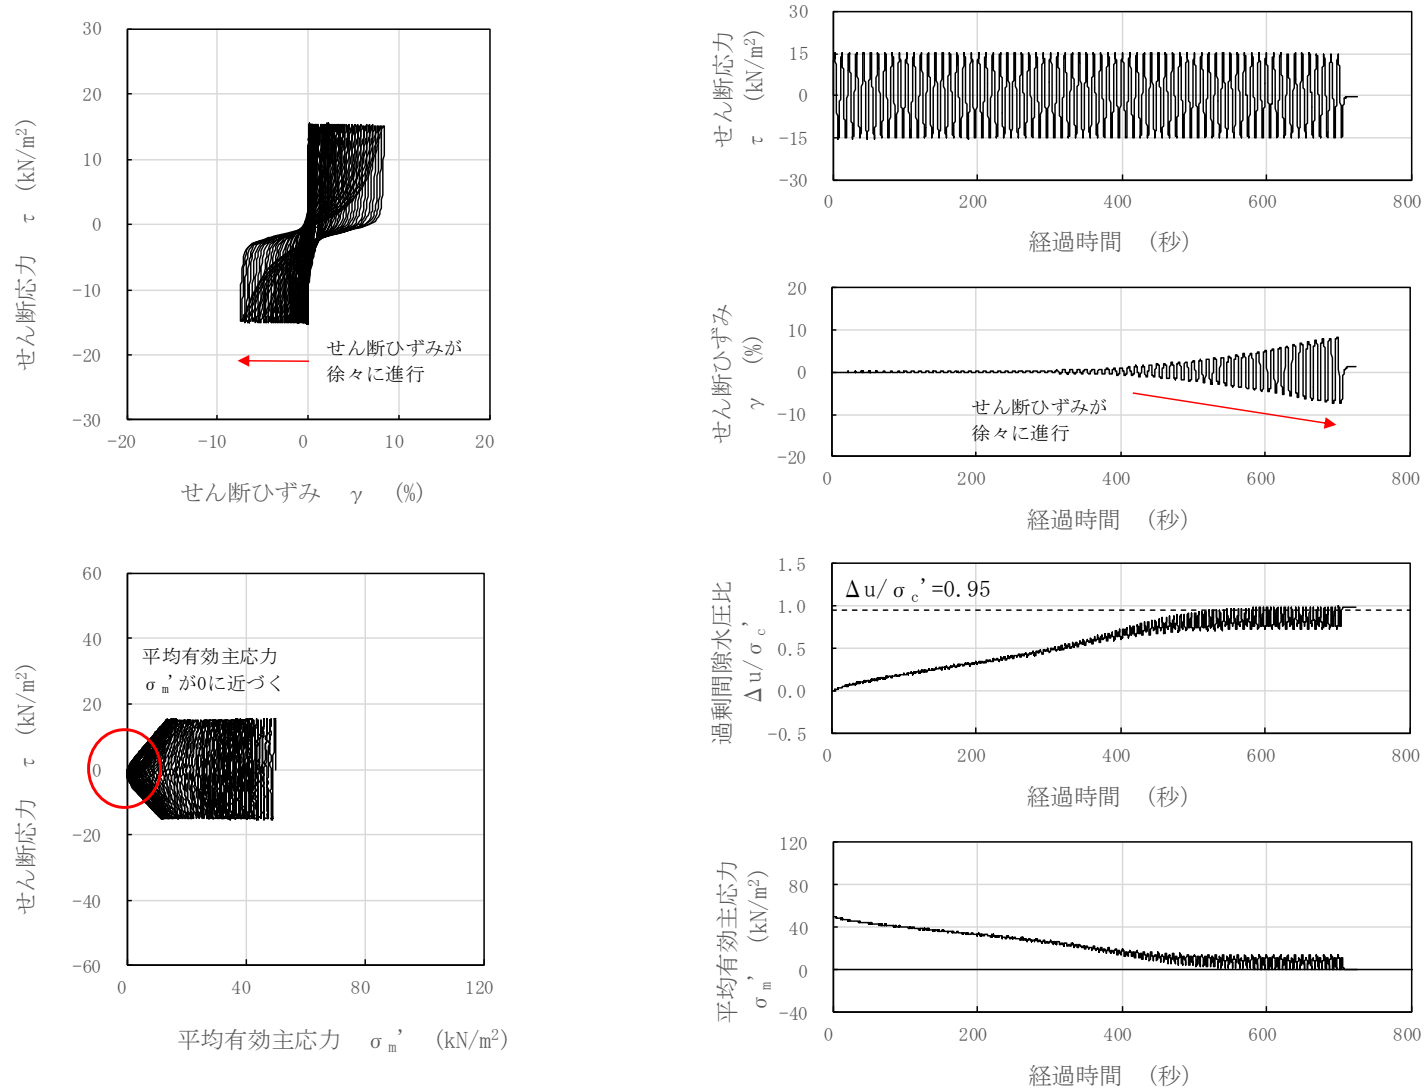 30
20
10
0
-10
-20
-30
-20
-10
0
10
20
せん断応力 τ (kN/m²)
せん断ひずみ γ (%)
せん断ひずみが
徐々に進行
60
40
20
0
-20
-40
-60
0
40
80
120
せん断応力 τ (kN/m²)
平均有効主応力 σm' (kN/m²)
平均有効主応力
σm'が0に近づく
30
15
0
-15
-30
0
200
400
600
800
せん断応力
τ (kN/m²)
経過時間 (秒)
20
10
0
-10
-20
0
200
400
600
800
せん断ひずみ
γ (%)
せん断ひずみが
徐々に進行
経過時間 (秒)
1.5
1.0
0.5
0.0
-0.5
0
200
400
600
800
過剰間隙水圧比
Δu/σc'
Δu/σc'=0.95
経過時間 (秒)
120
80
40
0
-40
0
200
400
600
800
平均有効主応力
σm' (kN/m²)
経過時間 (秒)